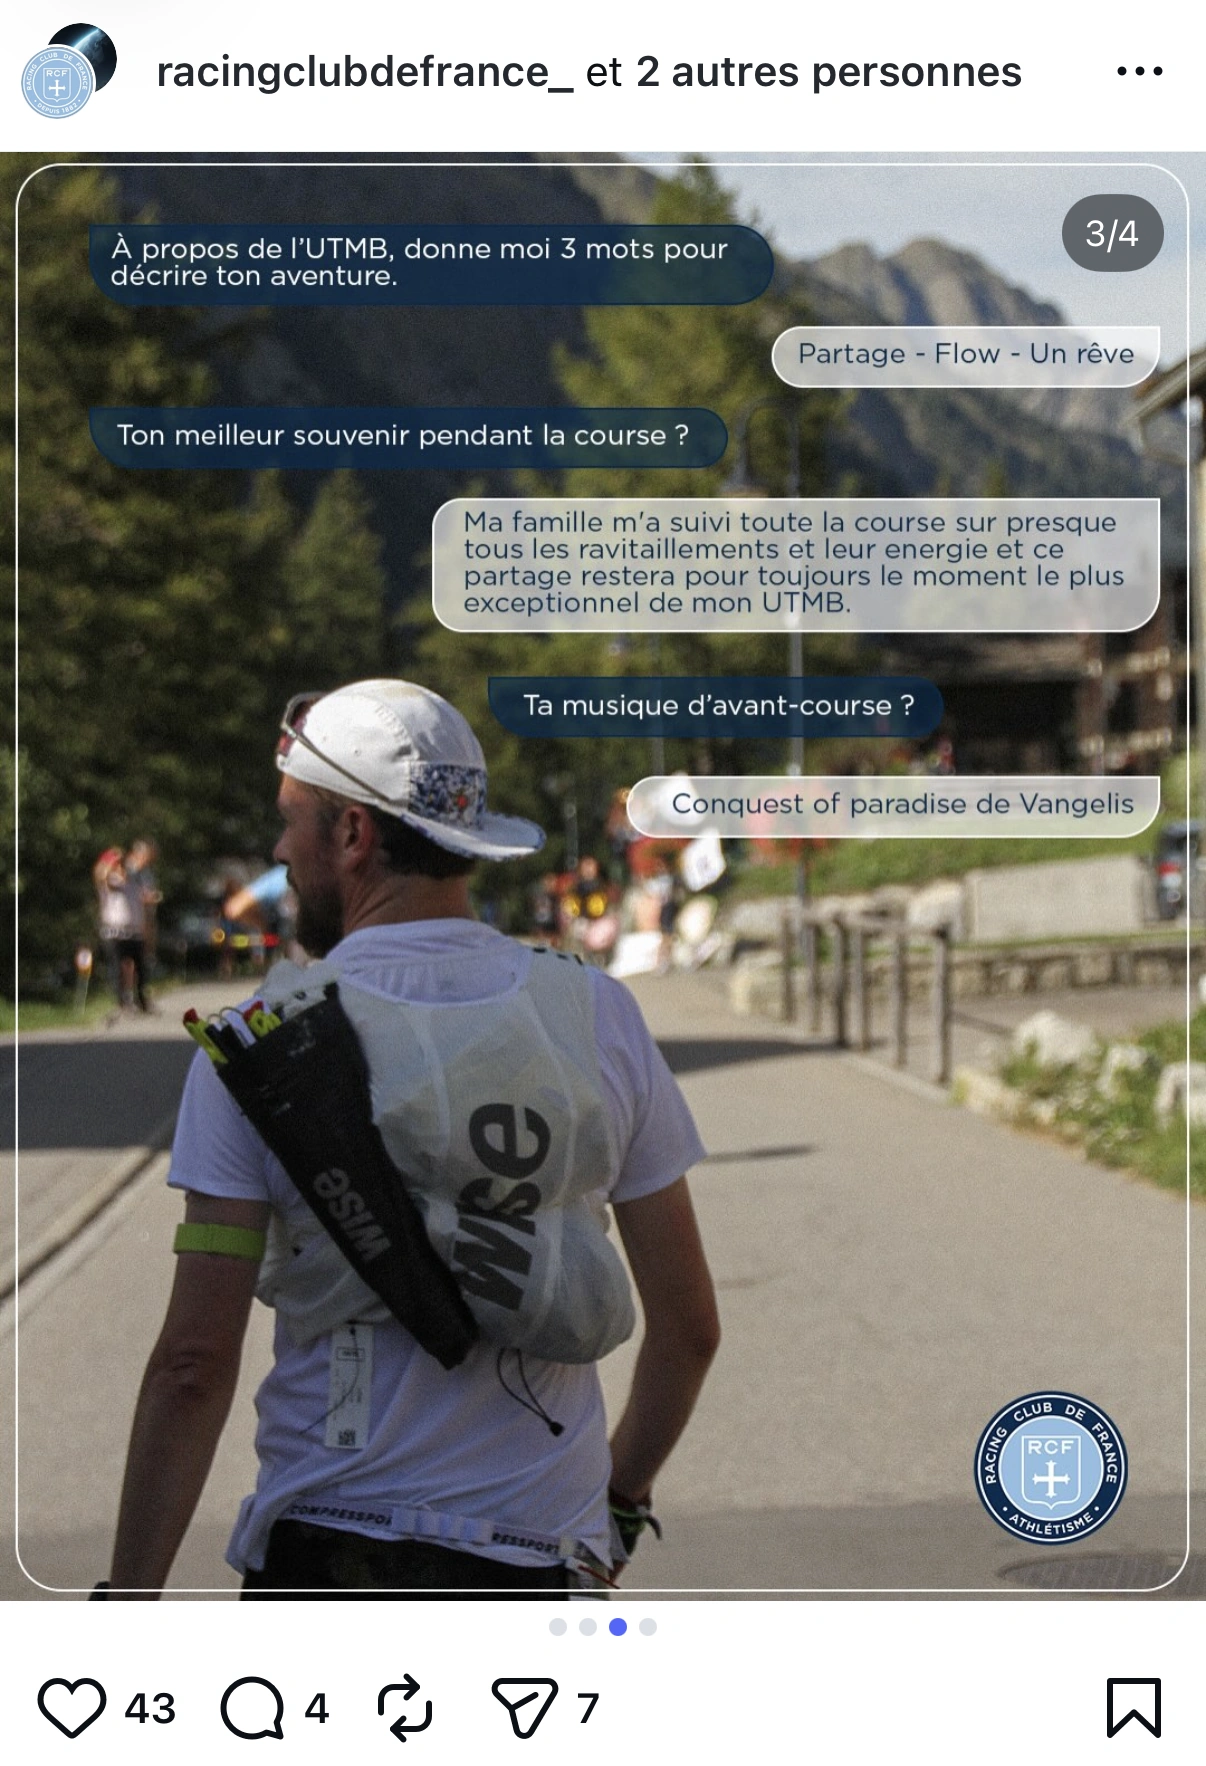 racingclubdefrance_ et 2 autres personnes
3/4
À propos de l'UTMB, donne moi 3 mots pour
décrire ton aventure.
Partage - Flow - Un rêve
Ton meilleur souvenir pendant la course ?
Ma famille m'a suivi toute la course sur presque
tous les ravitaillements et leur energie et ce
partage restera pour toujours le moment le plus
exceptionnel de mon UTMB.
Ta musique d'avant-course ?
Conquest of paradise de Vangelis
wise
wise
COMPRESSPO
RESSPORT
RACING CLUB DE FRANCE
RCF
ATHLÉTISME
43
4
7